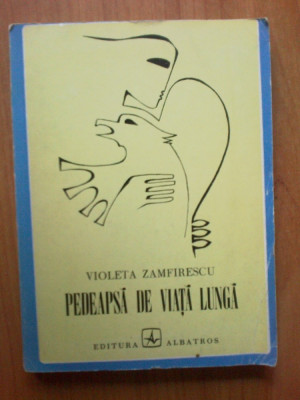 VIOLETA ZAMFIRESCU
PEDEAPSĂ DE VIAȚĂ LUNGĂ
EDITURA ALBATROS